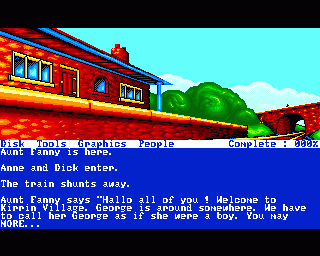 Disk Tools Graphics People Complete : 000%
Aunt Fanny is here.
Anne and Dick enter.
The train shunts away.
Aunt Fanny says "Hallo all of you ! Welcome to
Kirrin Village. George is around somewhere. We have
to call her George as if she were a boy. You may
MORE...